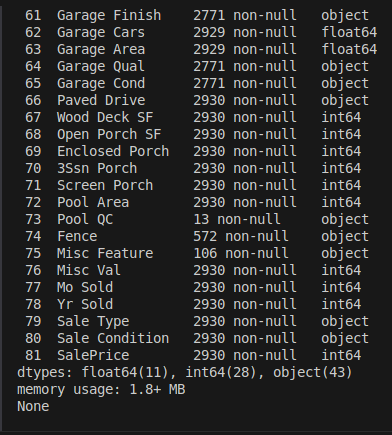 61  Garage Finish    2771 non-null   object
62  Garage Cars      2929 non-null   float64
63  Garage Area      2929 non-null   float64
64  Garage Qual      2771 non-null   object
65  Garage Cond      2771 non-null   object
66  Paved Drive      2930 non-null   object
67  Wood Deck SF     2930 non-null   int64
68  Open Porch SF    2930 non-null   int64
69  Enclosed Porch   2930 non-null   int64
70  3Ssn Porch       2930 non-null   int64
71  Screen Porch     2930 non-null   int64
72  Pool Area        2930 non-null   int64
73  Pool QC          13 non-null     object
74  Fence            572 non-null    object
75  Misc Feature     106 non-null    object
76  Misc Val         2930 non-null   int64
77  Mo Sold          2930 non-null   int64
78  Yr Sold          2930 non-null   int64
79  Sale Type        2930 non-null   object
80  Sale Condition   2930 non-null   object
81  SalePrice        2930 non-null   int64
dtypes: float64(11), int64(28), object(43)
memory usage: 1.8+ MB
None